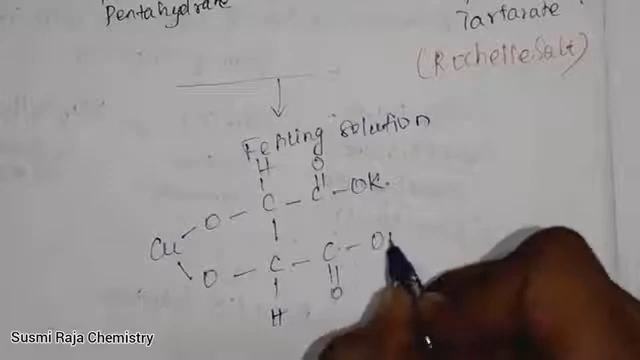 Pentahydrate
Tartarate
(Rochelle Salt)
Fehling solution
H O
C – C – OK
Cu O
O – C – C – O
H O
Susmi Raja Chemistry